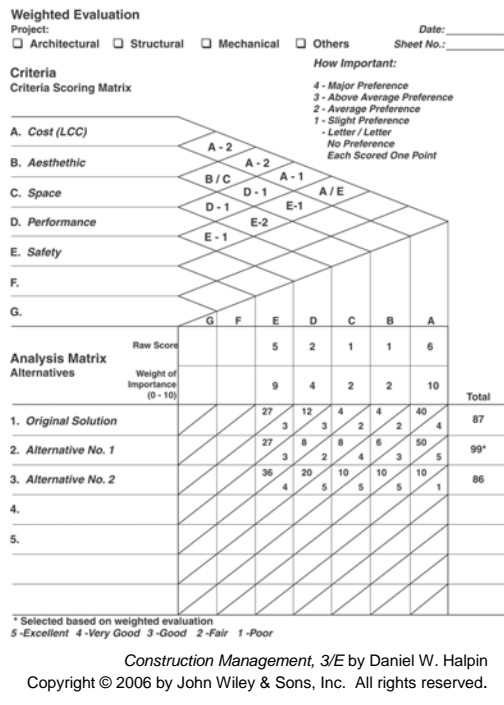 Weighted Evaluation
Project:
Date:
☐ Architectural ☐ Structural ☐ Mechanical ☐ Others Sheet No.:
How Important:
Criteria
Criteria Scoring Matrix
4 - Major Preference
3 - Above Average Preference
2 - Average Preference
1 - Slight Preference
- Letter / Letter
No Preference
Each Scored One Point
A. Cost (LCC)
A - 2
B. Aesthethic
A - 2
B / C
A - 1
C. Space
D - 1
A / E
D - 1
E-1
D. Performance
E-2
E - 1
E. Safety
F.
G.
G F E D C B A
Raw Score 5 2 1 1 6
Analysis Matrix
Alternatives
Weight of
Importance
(0 - 10)
9 4 2 2 10
Total
1. Original Solution 27 3 12 3 4 2 4 2 40 4 87
2. Alternative No. 1 27 3 8 2 8 4 6 3 50 5 99*
3. Alternative No. 2 36 4 20 5 10 5 10 5 10 1 86
4.
5.
* Selected based on weighted evaluation
5 -Excellent 4 -Very Good 3 -Good 2 -Fair 1 -Poor
Construction Management, 3/E by Daniel W. Halpin
Copyright © 2006 by John Wiley & Sons, Inc. All rights reserved.